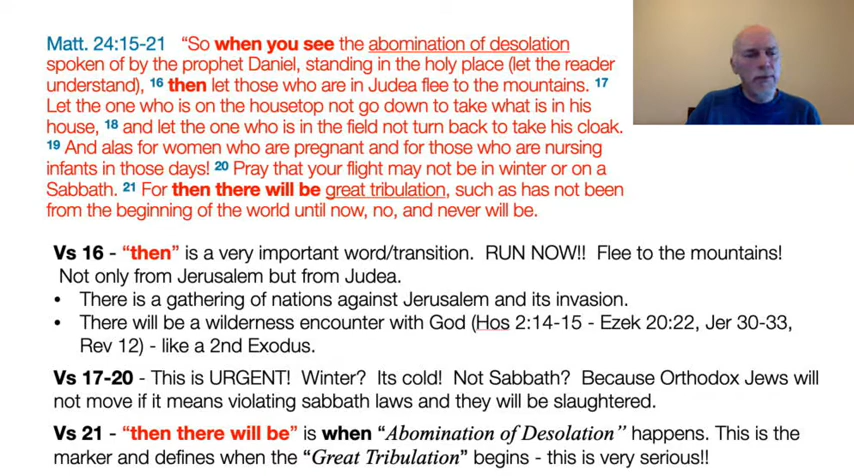 Matt. 24:15-21 "So when you see the abomination of desolation
spoken of by the prophet Daniel, standing in the holy place (let the reader
understand), 16 then let those who are in Judea flee to the mountains. 17
Let the one who is on the housetop not go down to take what is in his
house, 18 and let the one who is in the field not turn back to take his cloak.
19 And alas for women who are pregnant and for those who are nursing
infants in those days! 20 Pray that your flight may not be in winter or on a
Sabbath. 21 For then there will be great tribulation, such as has not been
from the beginning of the world until now, no, and never will be.
Vs 16 - "then" is a very important word/transition. RUN NOW!! Flee to the mountains!
Not only from Jerusalem but from Judea.
• There is a gathering of nations against Jerusalem and its invasion.
• There will be a wilderness encounter with God (Hos 2:14-15 - Ezek 20:22, Jer 30-33,
Rev 12) - like a 2nd Exodus.
Vs 17-20 - This is URGENT! Winter? Its cold! Not Sabbath? Because Orthodox Jews will
not move if it means violating sabbath laws and they will be slaughtered.
Vs 21 - "then there will be" is when "Abomination of Desolation" happens. This is the
marker and defines when the "Great Tribulation" begins - this is very serious!!